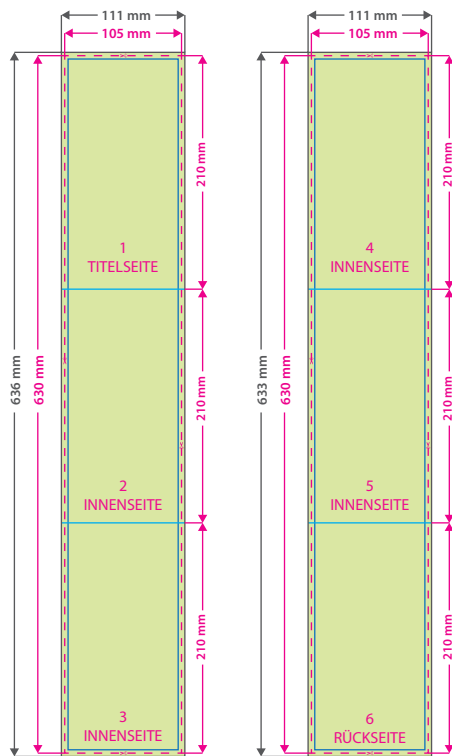 111 mm
105 mm
636 mm
630 mm
210 mm
210 mm
210 mm
1
TITELSEITE
2
INNENSEITE
3
INNENSEITE
111 mm
105 mm
633 mm
630 mm
210 mm
210 mm
210 mm
4
INNENSEITE
5
INNENSEITE
6
RÜCKSEITE